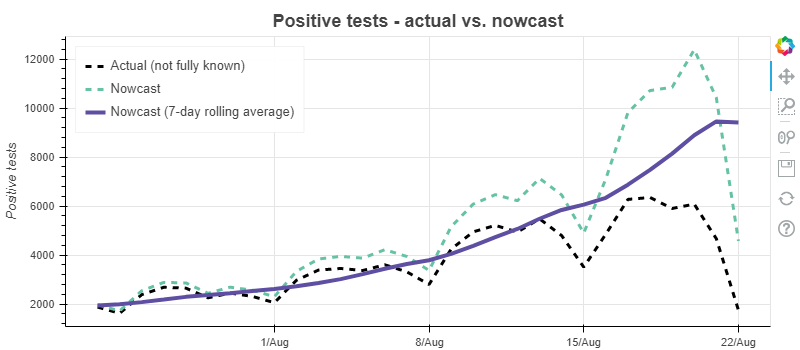 Positive tests - actual vs. nowcast
Actual (not fully known)
Nowcast
Nowcast (7-day rolling average)
Positive tests
12000
10000
8000
6000
4000
2000
1/Aug
8/Aug
15/Aug
22/Aug